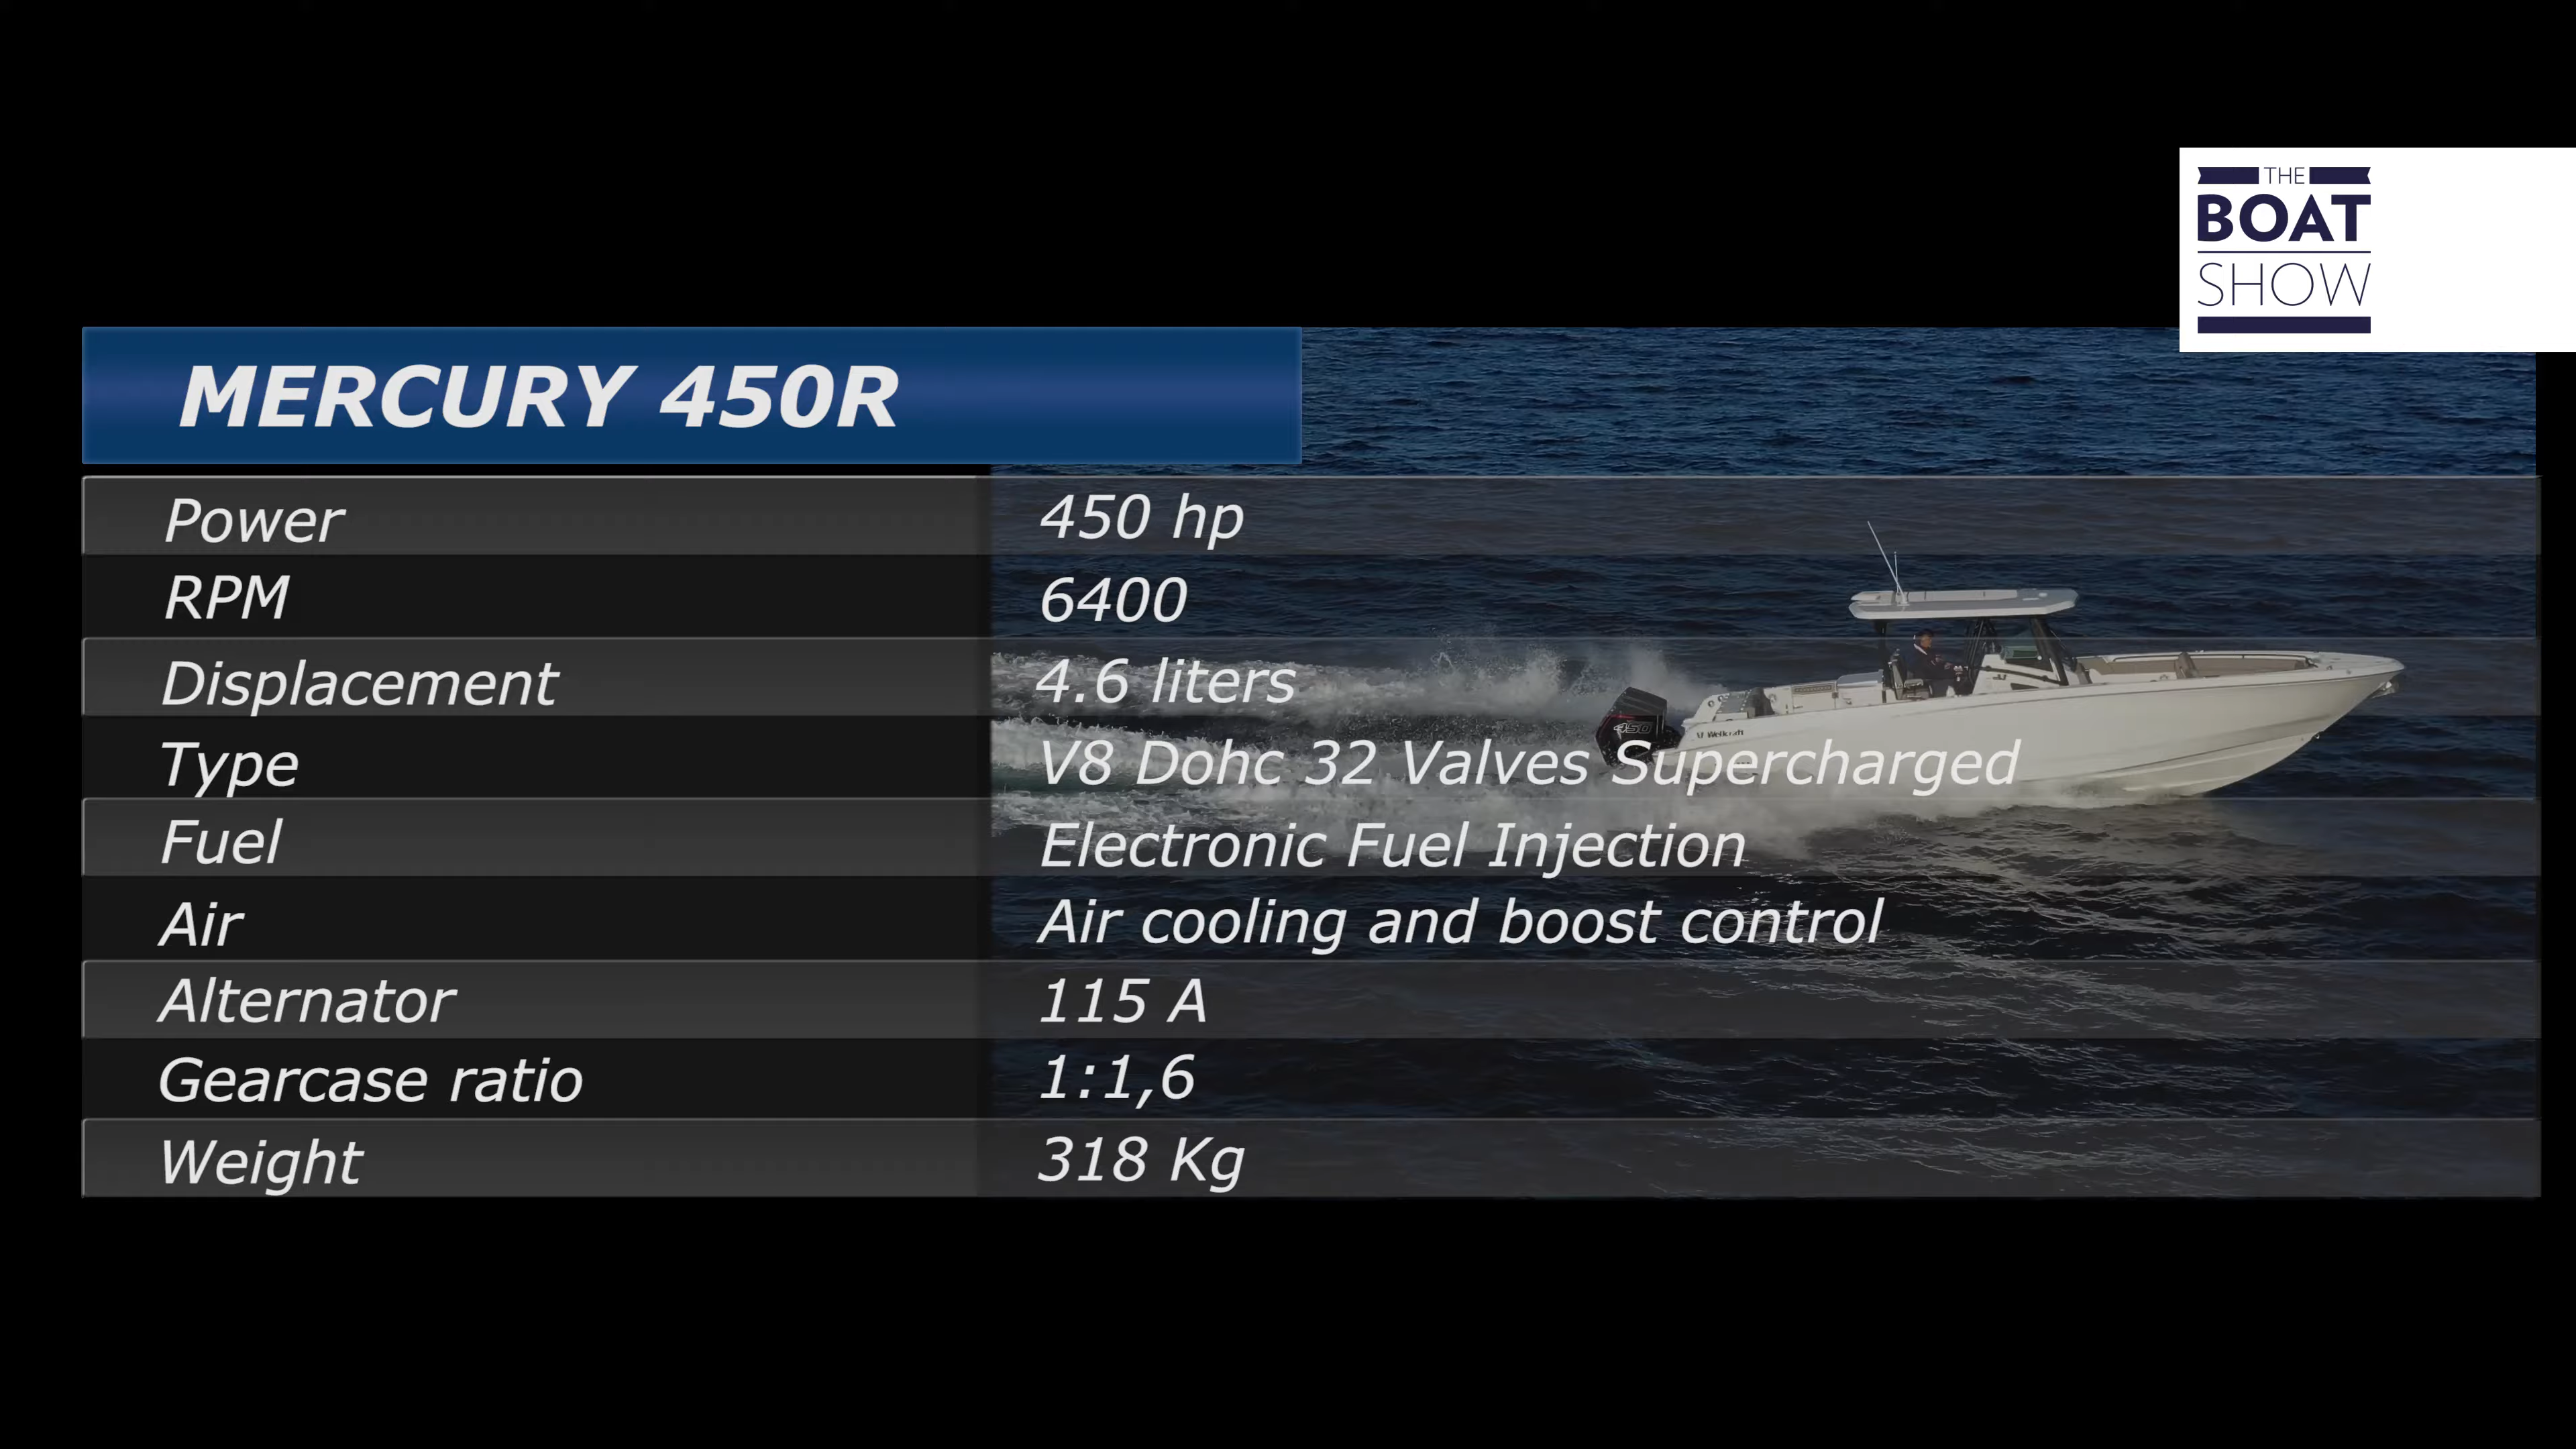 THE
BOAT
SHOW
MERCURY 450R
Power 450 hp
RPM 6400
Displacement 4.6 liters
Type V8 Dohc 32 Valves Supercharged
Fuel Electronic Fuel Injection
Air Air cooling and boost control
Alternator 115 A
Gearcase ratio 1:1,6
Weight 318 Kg
450
Wellcraft